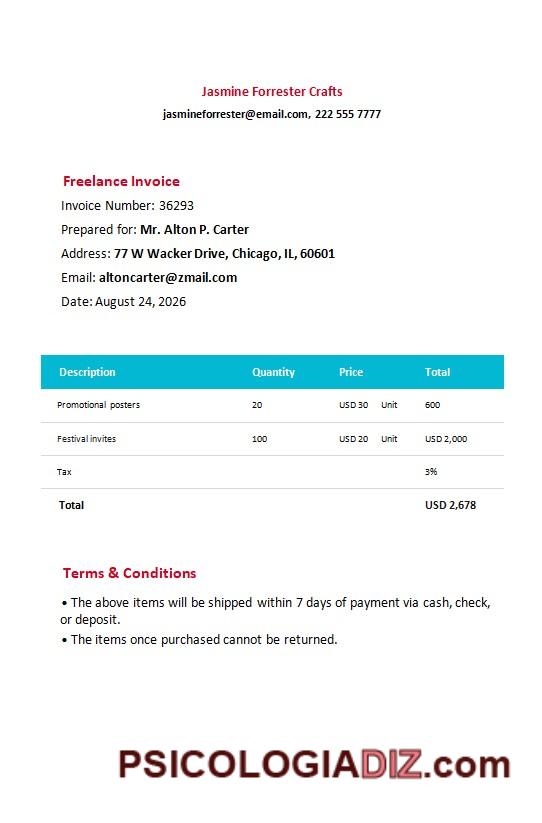 Jasmine Forrester Crafts
jasmineforrester@email.com, 222 555 7777
Freelance Invoice
Invoice Number: 36293
Prepared for: Mr. Alton P. Carter
Address: 77 W Wacker Drive, Chicago, IL, 60601
Email: altoncarter@zmail.com
Date: August 24, 2026
Description Quantity Price Total
Promotional posters 20 USD 30 Unit 600
Festival invites 100 USD 20 Unit USD 2,000
Tax 3%
Total USD 2,678
Terms & Conditions
• The above items will be shipped within 7 days of payment via cash, check,
or deposit.
• The items once purchased cannot be returned.
PSICOLOGIADIZ.com